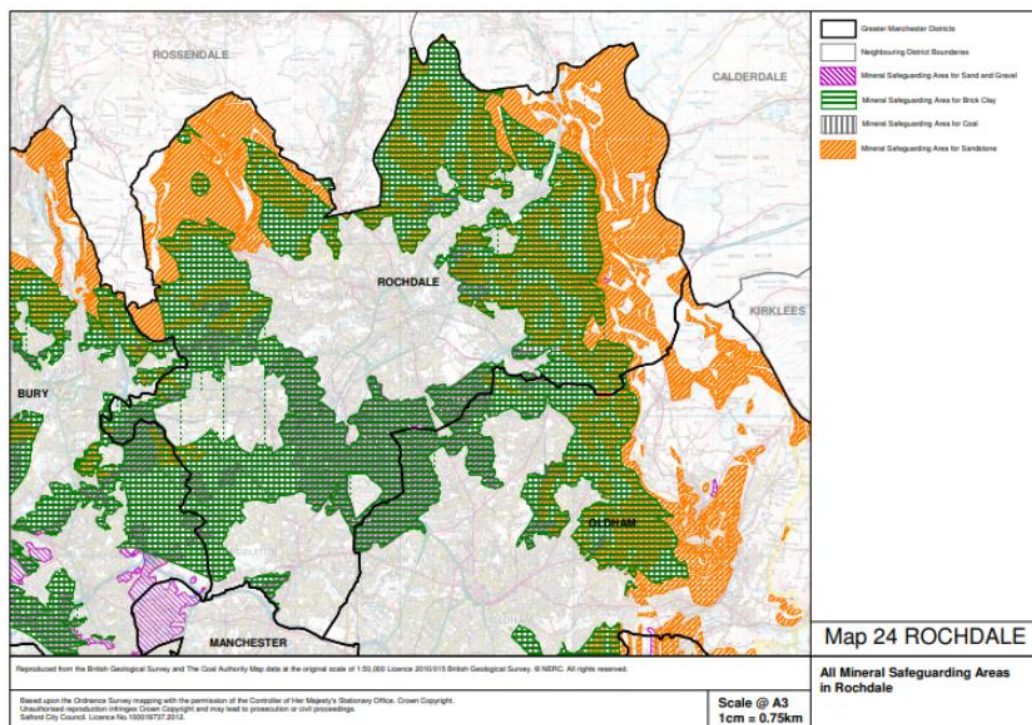 ROSSENDALE
CALDERDALE
ROCHDALE
KIRKLEES
BURY
OLDHAM
MANCHESTER
Greater Manchester Districts
Neighbouring District Boundaries
Mineral Safeguarding Area for Sand and Gravel
Mineral Safeguarding Area for Brick Clay
Mineral Safeguarding Area for Coal
Mineral Safeguarding Area for Sandstone
Map 24 ROCHDALE
All Mineral Safeguarding Areas
in Rochdale
Reproduced from the British Geological Survey and The Coal Authority Map data at the original scale of 1:50,000 Licence 2010/015 British Geological Survey. © NERC. All rights reserved.
Based upon the Ordnance Survey mapping with the permission of the Controller of Her Majesty's Stationary Office. Crown Copyright.
Unauthorised reproduction infringes Crown Copyright and may lead to prosecution or civil proceedings.
Salford City Council. Licence No.100019737.2012.
Scale @ A3
1cm = 0.75km